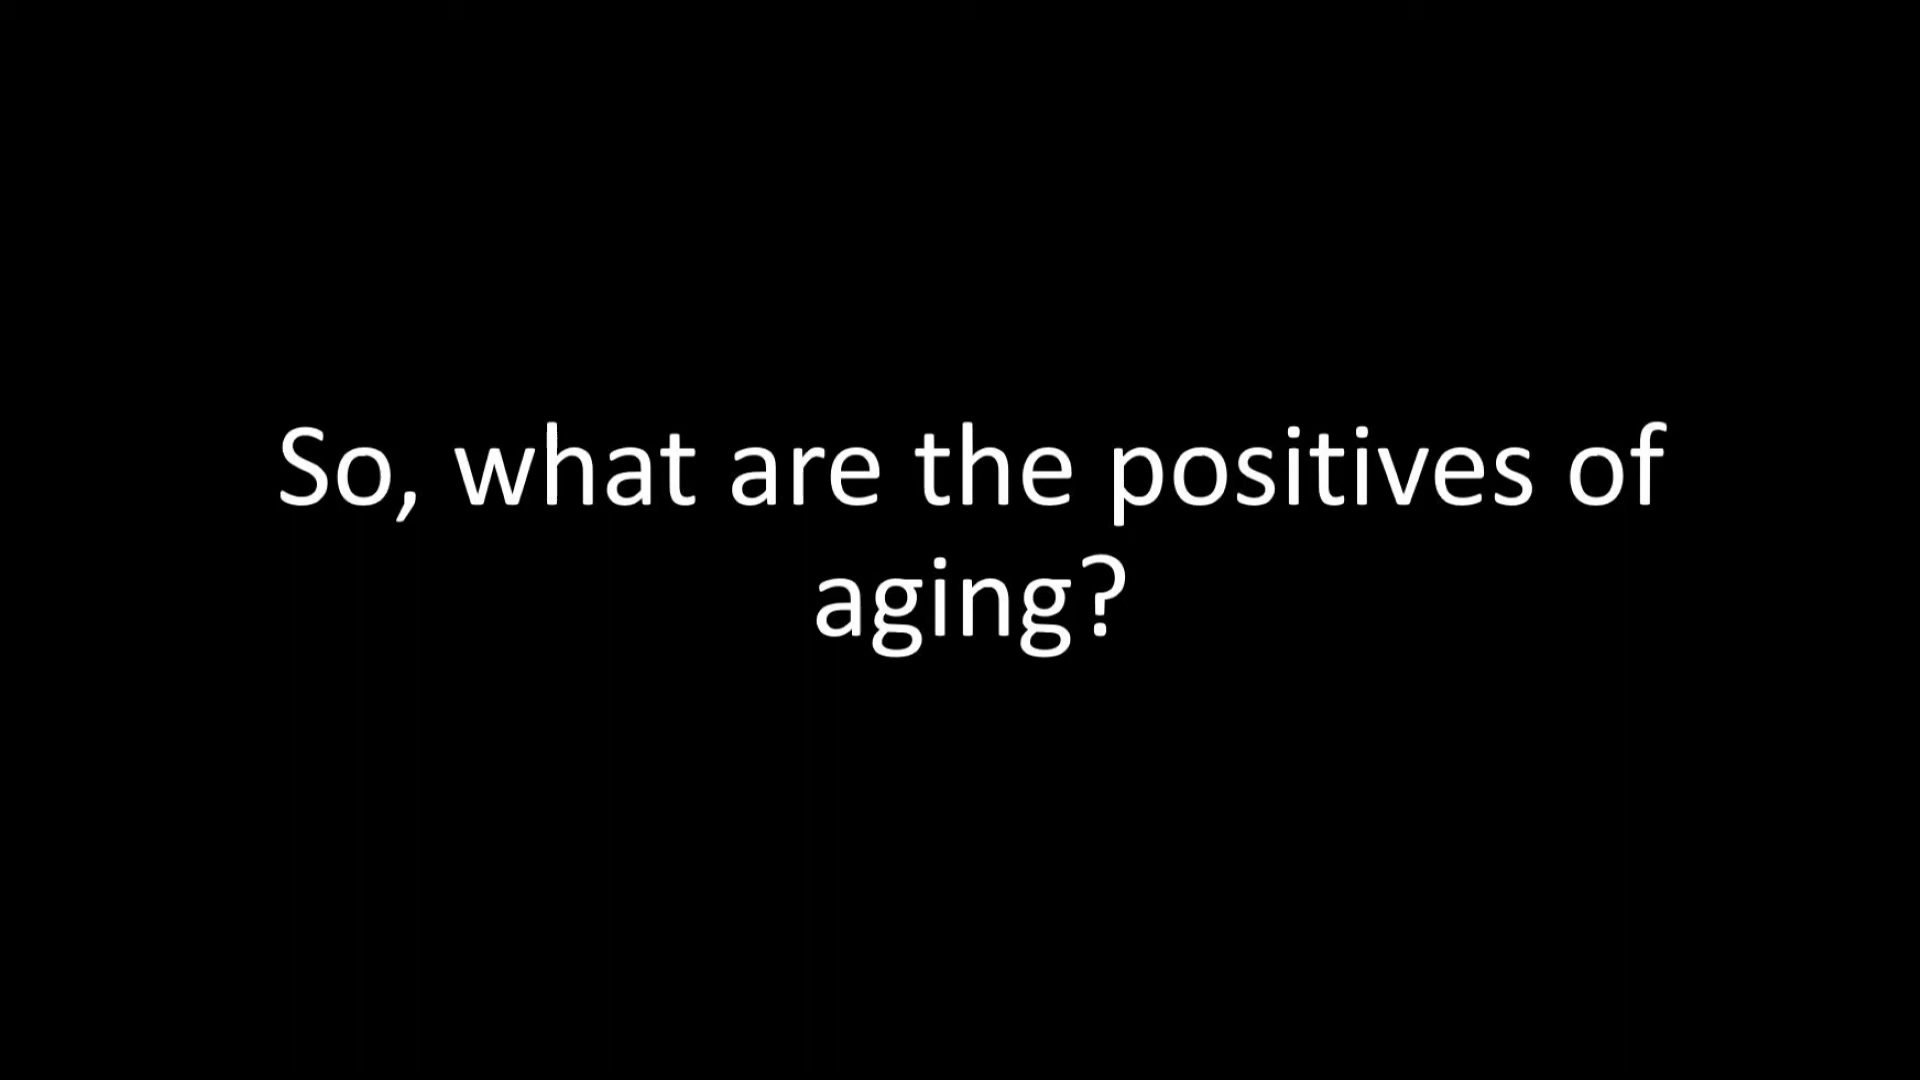 So, what are the positives of
aging?